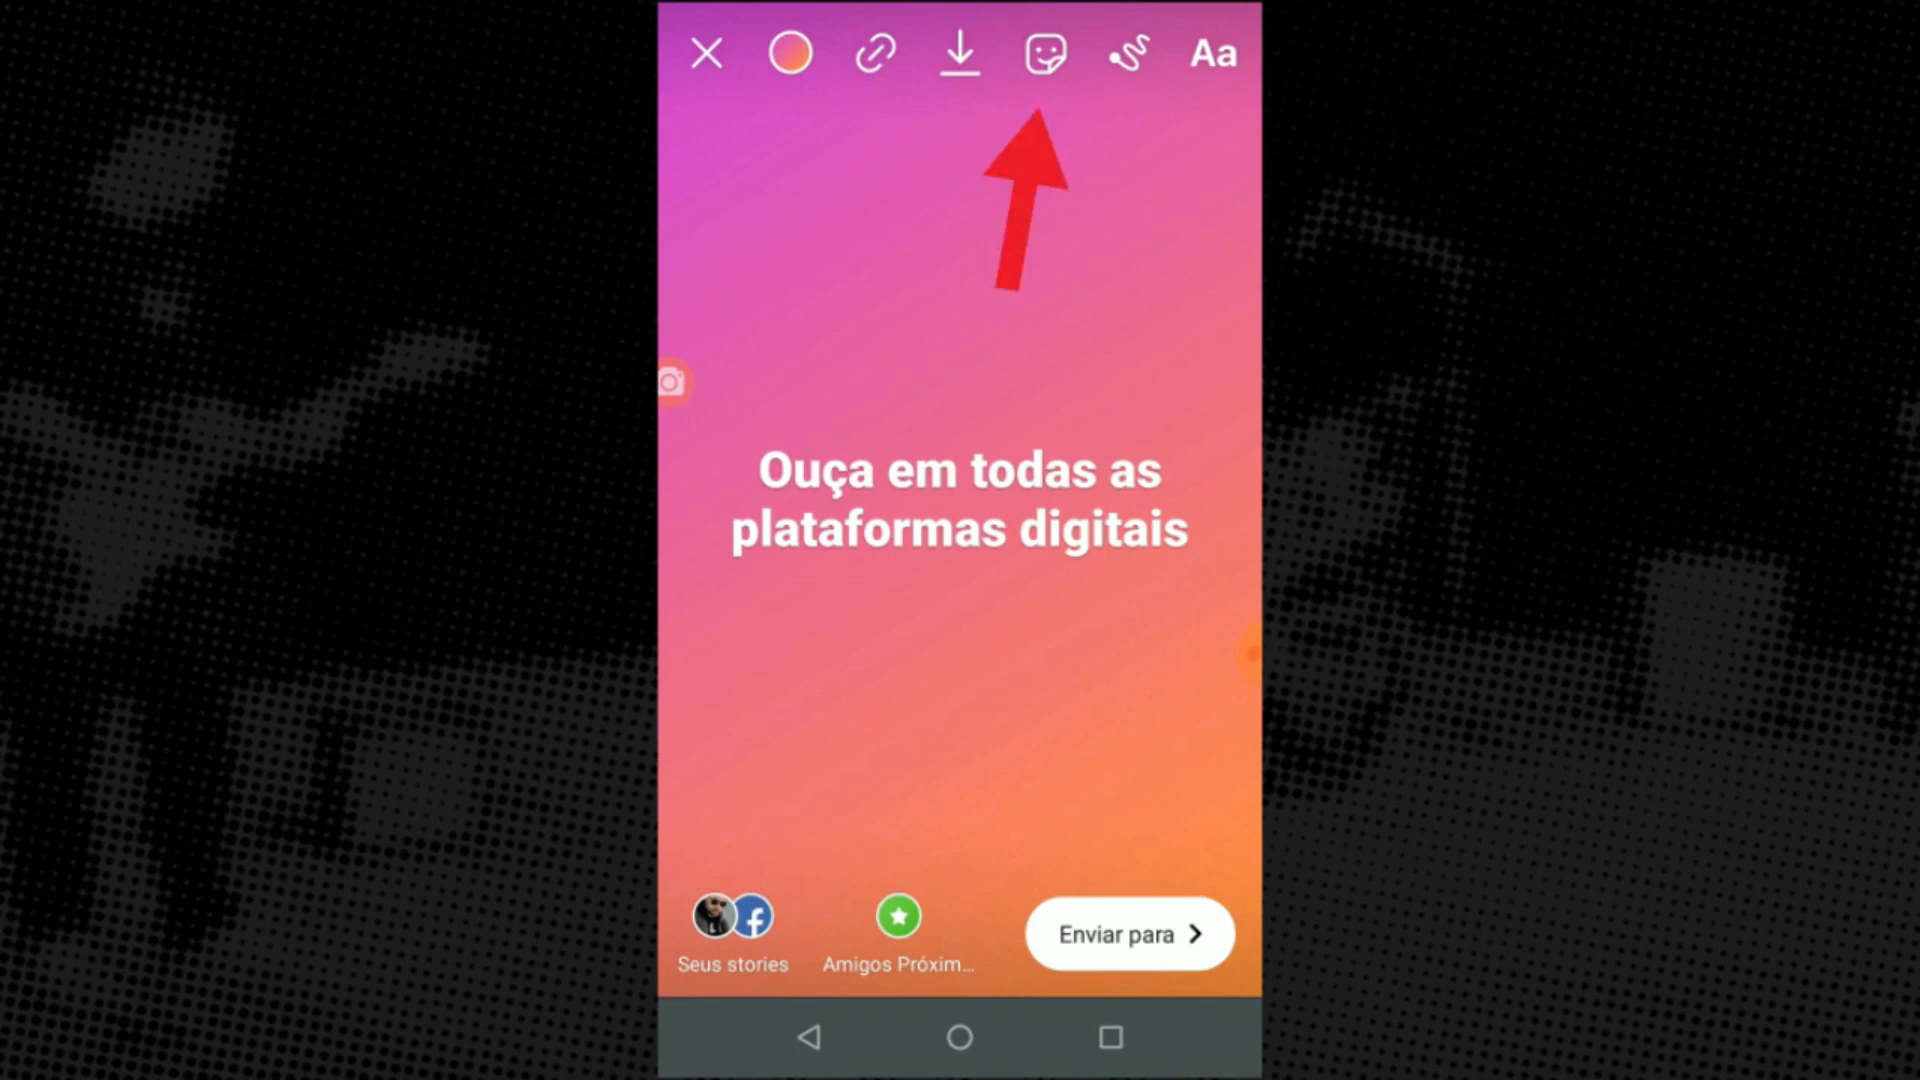 Aa
Ouça em todas as
plataformas digitais
Seus stories
Amigos Próxim...
Enviar para